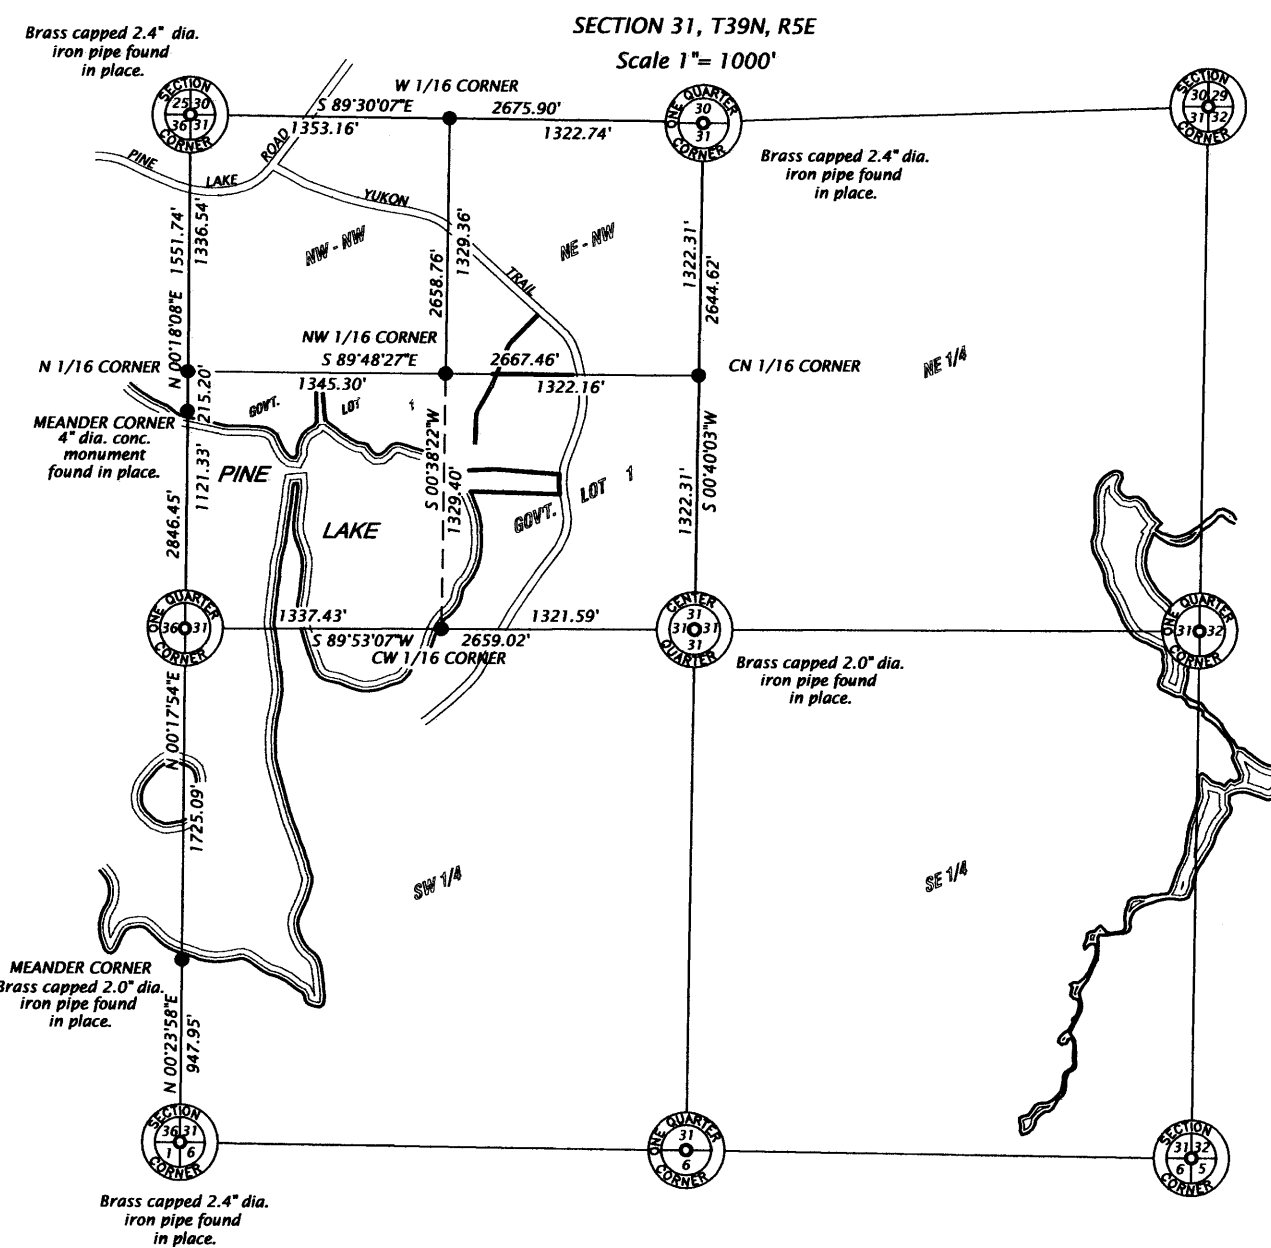 SECTION 31, T39N, R5E
Scale 1"= 1000'
Brass capped 2.4" dia.
iron pipe found
in place.
SECTION
25 30
36 31
CORNER
W 1/16 CORNER
S 89°30'07"E
2675.90'
1353.16'
1322.74'
ONE QUARTER
30
31
CORNER
SECTION
30 29
31 32
CORNER
Brass capped 2.4" dia.
iron pipe found
in place.
PINE
LAKE
ROAD
YUKON
TRAIL
1551.74'
1336.54'
N 00°18'08"E
NW - NW
2658.76'
1329.36'
NE - NW
1322.31'
2644.62'
N 1/16 CORNER
NW 1/16 CORNER
S 89°48'27"E
2667.46'
1345.30'
1322.16'
CN 1/16 CORNER
NE 1/4
215.20'
MEANDER CORNER
4" dia. conc.
monument
found in place.
GOV'T.
LOT
1
S 00°38'22"W
1329.40'
S 00°40'03"W
1322.31'
PINE
LAKE
1121.33'
2846.45'
GOV'T.
LOT
1
ONE QUARTER
36 31
CORNER
1337.43'
1321.59'
S 89°53'07"W
2659.02'
CW 1/16 CORNER
CENTER
31
31 31
31
QUARTER
ONE QUARTER
31 32
CORNER
Brass capped 2.0" dia.
iron pipe found
in place.
N 00°17'54"E
1725.09'
SW 1/4
SE 1/4
MEANDER CORNER
Brass capped 2.0" dia.
iron pipe found
in place.
N 00°23'58"E
947.95'
SECTION
36 31
1 6
CORNER
ONE QUARTER
31
6
CORNER
SECTION
31 32
6 5
CORNER
Brass capped 2.4" dia.
iron pipe found
in place.